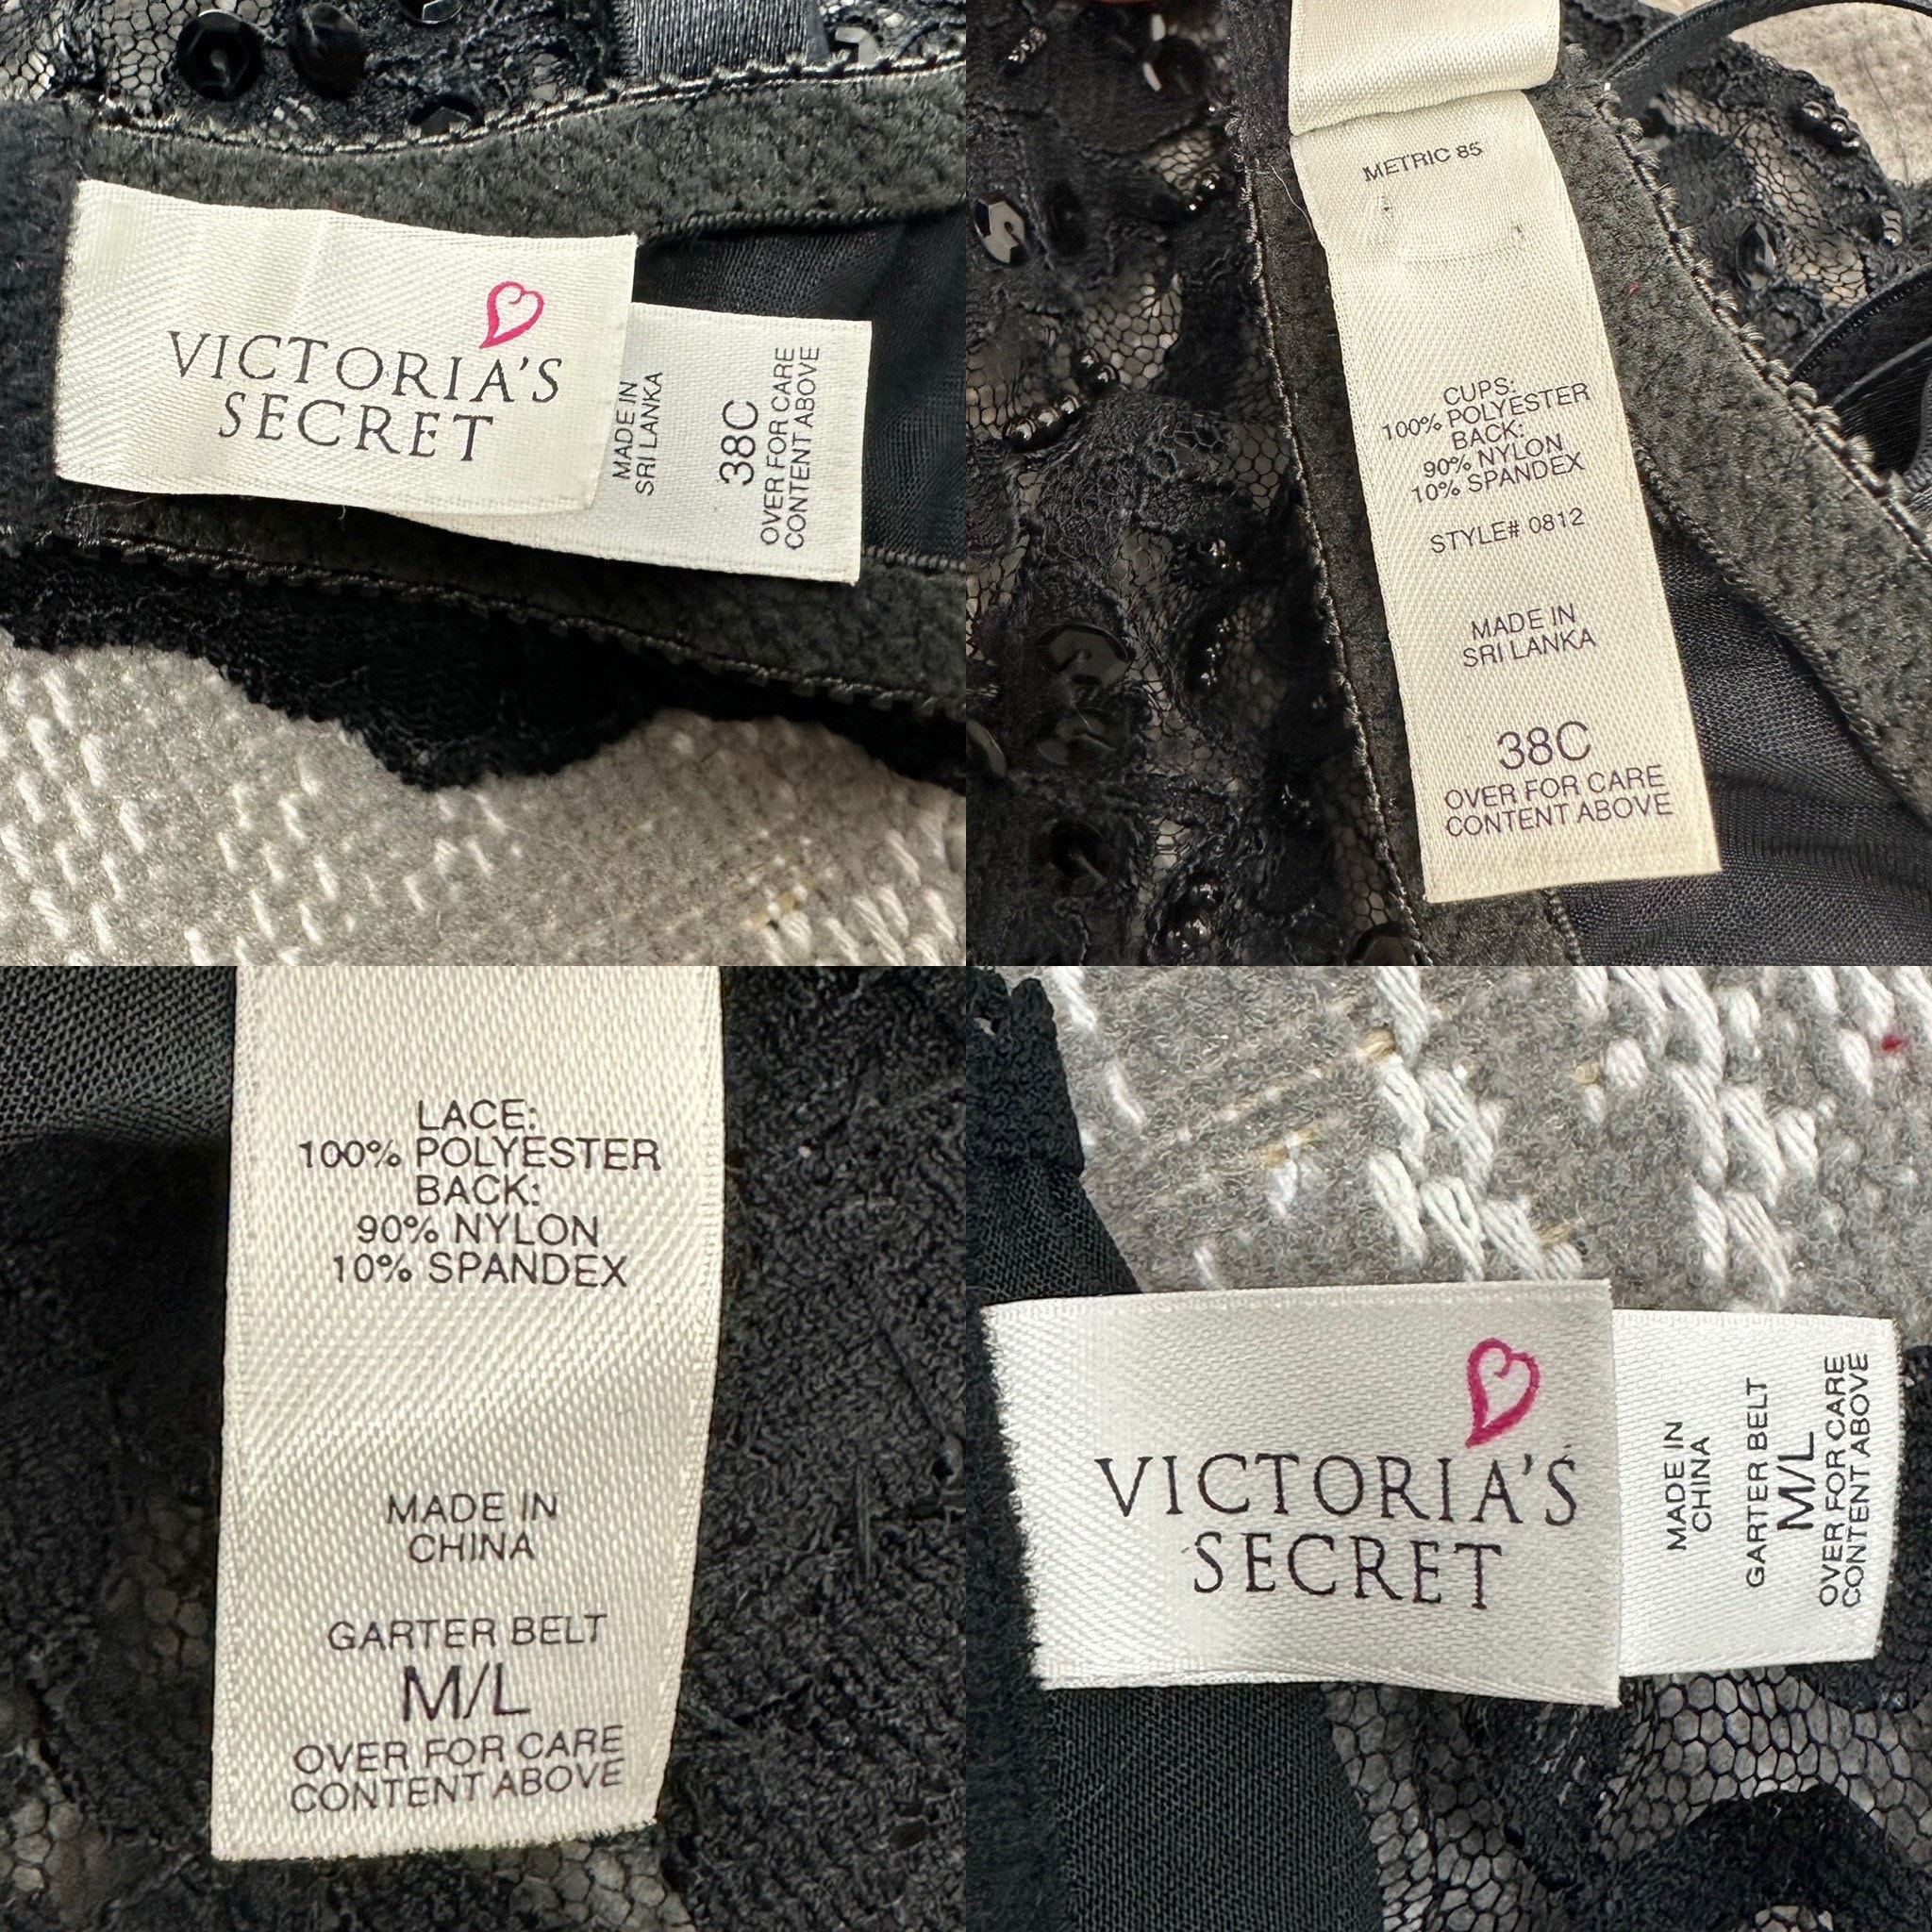 VICTORIA'S
SECRET
MADE IN
SRI LANKA
38C
OVER FOR CARE
CONTENT ABOVE
METRIC 85
CUPS:
100% POLYESTER
BACK:
90% NYLON
10% SPANDEX
STYLE# 0812
MADE IN
SRI LANKA
38C
OVER FOR CARE
CONTENT ABOVE
LACE:
100% POLYESTER
BACK:
90% NYLON
10% SPANDEX
MADE IN
CHINA
GARTER BELT
M/L
OVER FOR CARE
CONTENT ABOVE
VICTORIA'S
SECRET
MADE IN
CHINA
GARTER BELT
M/L
OVER FOR CARE
CONTENT ABOVE